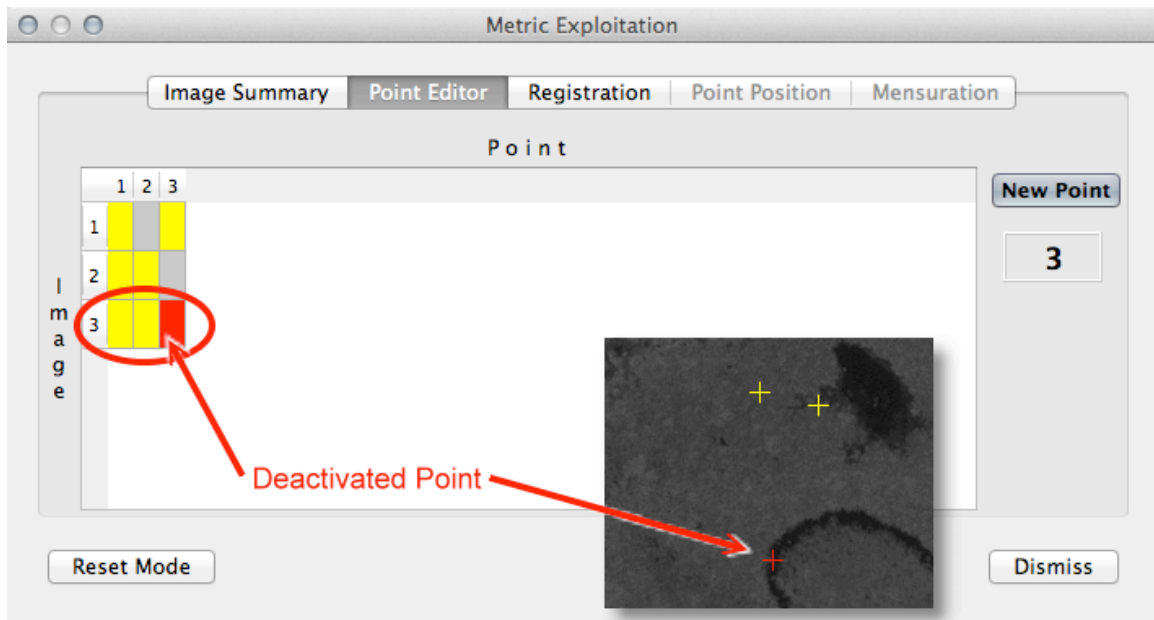 Metric Exploitation
Image Summary Point Editor Registration Point Position Mensuration
Point
1 2 3
New Point
1
3
2
Image
3
Deactivated Point
Reset Mode
Dismiss